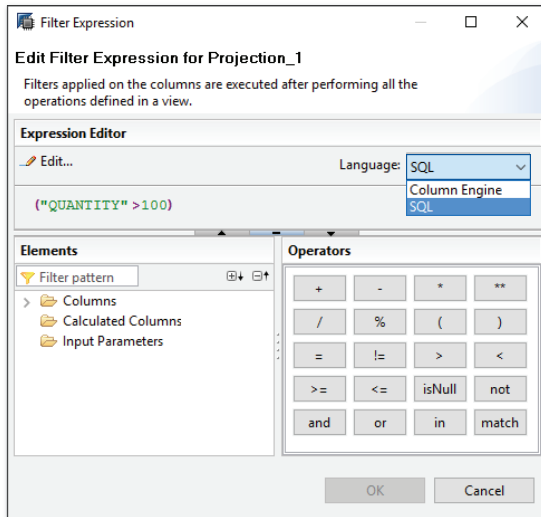 Filter Expression
Edit Filter Expression for Projection_1
Filters applied on the columns are executed after performing all the
operations defined in a view.
Expression Editor
Edit... Language: SQL
Column Engine
SQL
("QUANTITY" >100)
Elements
Filter pattern
Columns
Calculated Columns
Input Parameters
Operators
+ - * **
/ % ( )
= != > <
>= <= isNull not
and or in match
OK Cancel